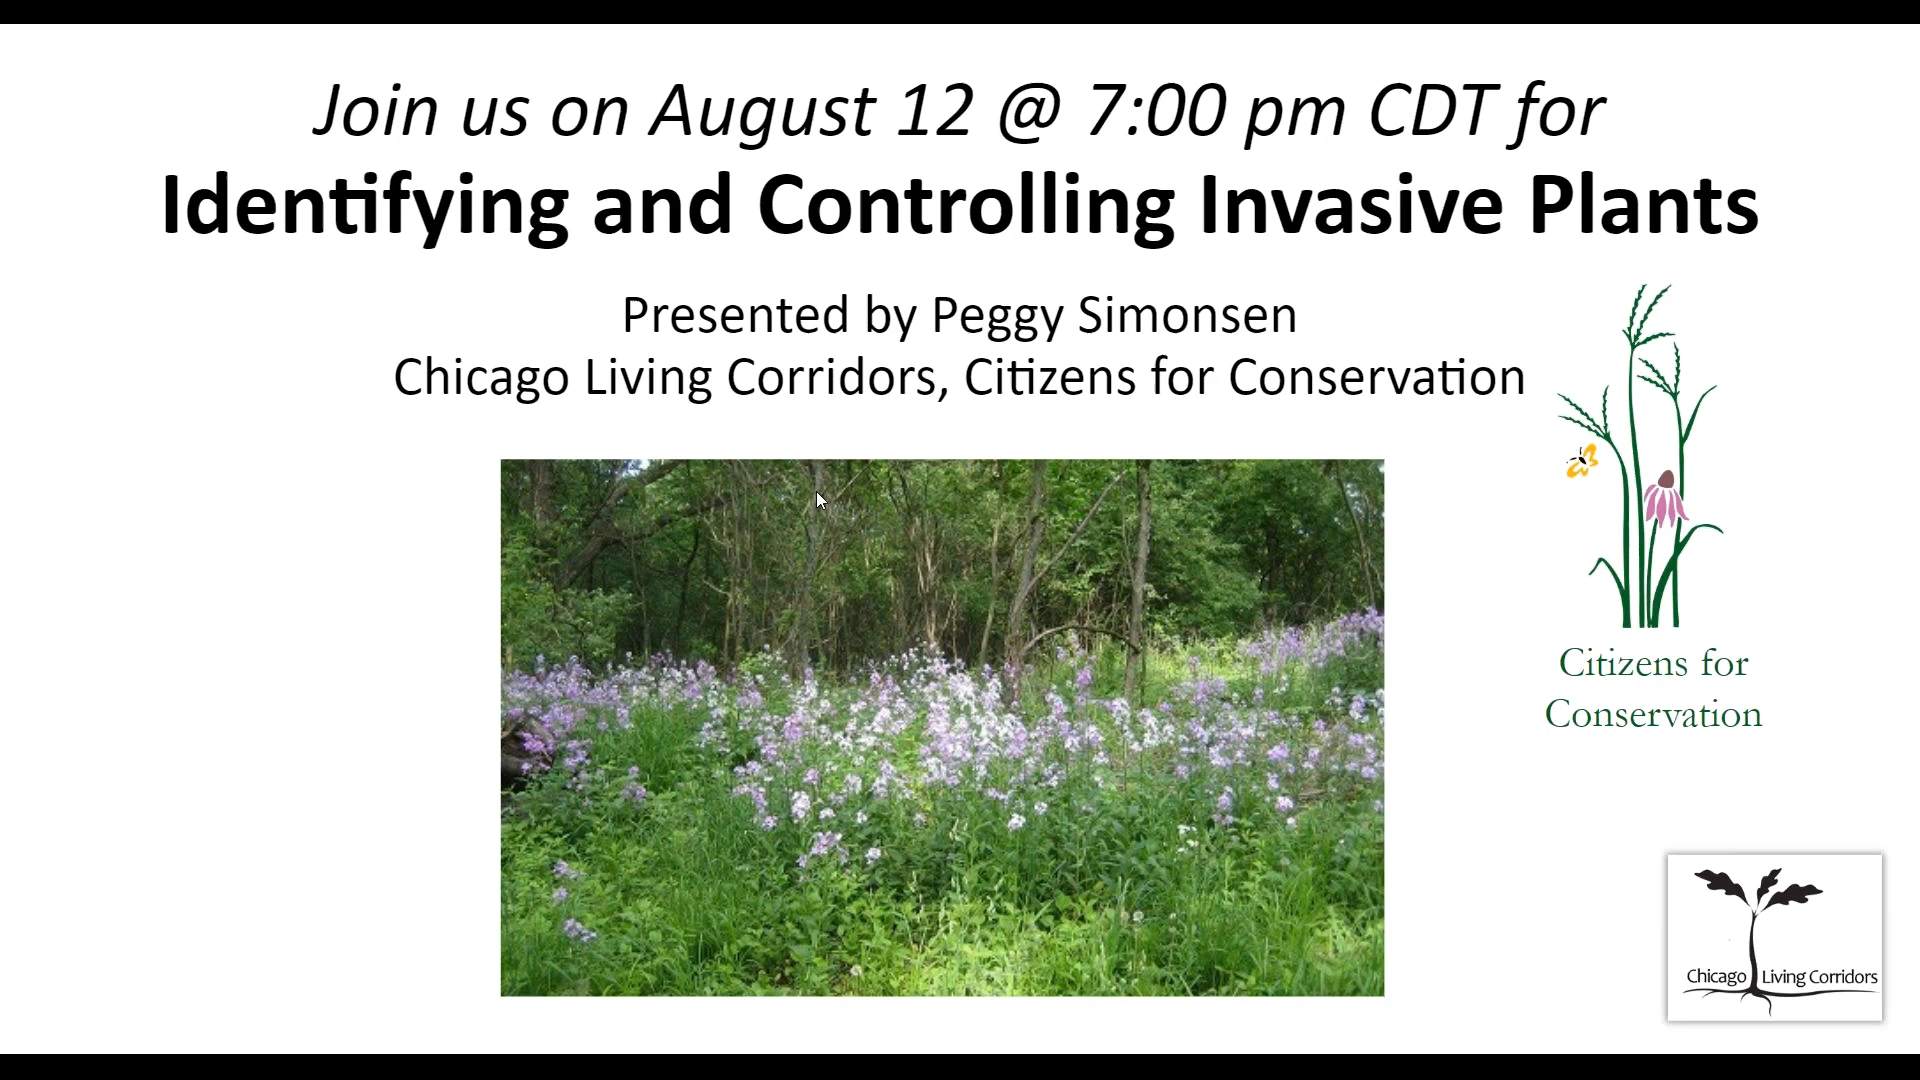 Join us on August 12 @ 7:00 pm CDT for
Identifying and Controlling Invasive Plants
Presented by Peggy Simonsen
Chicago Living Corridors, Citizens for Conservation
Citizens for
Conservation
Chicago Living Corridors